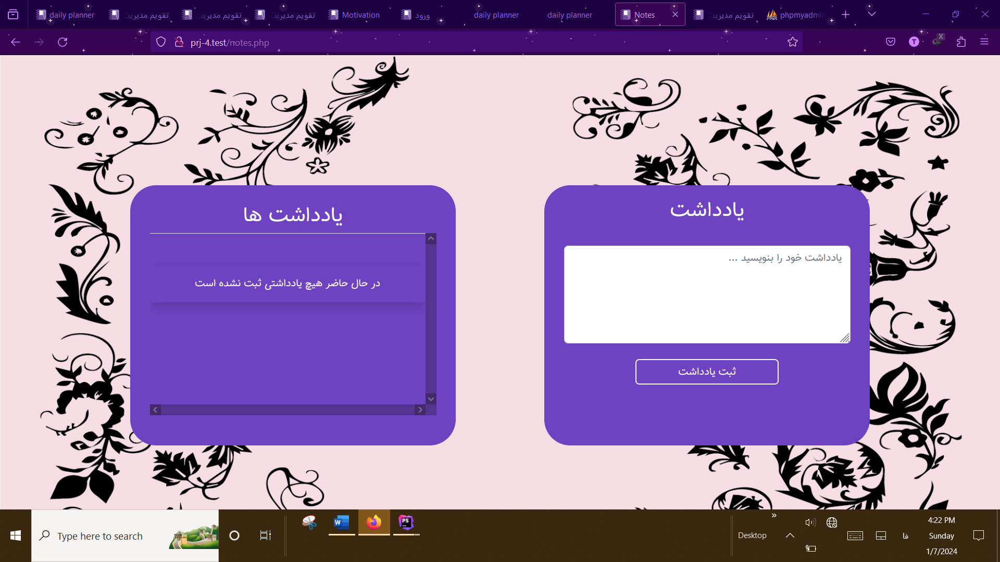 daily planner
تقویم مدیریت
تقویم مدیریت
تقویم مدیریت
Motivation
ورود
daily planner
daily planner
Notes
تقویم مدیریت
phpmyadmin
prj-4.test/notes.php
T
X
یادداشت ها
در حال حاضر هیچ یادداشتی ثبت نشده است
یادداشت
یادداشت خود را بنویسید ...
ثبت یادداشت
Type here to search
W
PS
Desktop
فا
4:22 PM
Sunday
1/7/2024